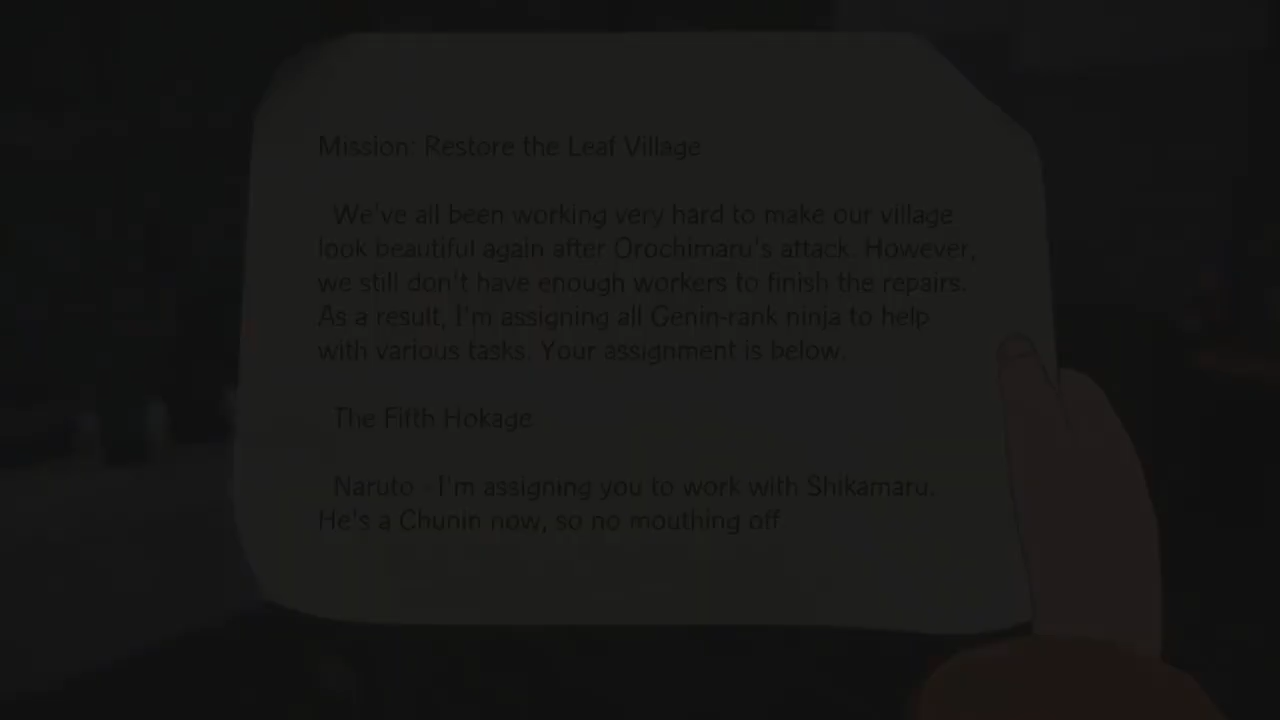 Mission: Restore the Leaf Village
We've all been working very hard to make our village
look beautiful again after Orochimaru's attack. However,
we still don't have enough workers to finish the repairs.
As a result, I'm assigning all Genin-rank ninja to help
with various tasks. Your assignment is below.
The Fifth Hokage
Naruto - I'm assigning you to work with Shikamaru.
He's a Chunin now, so no mouthing off